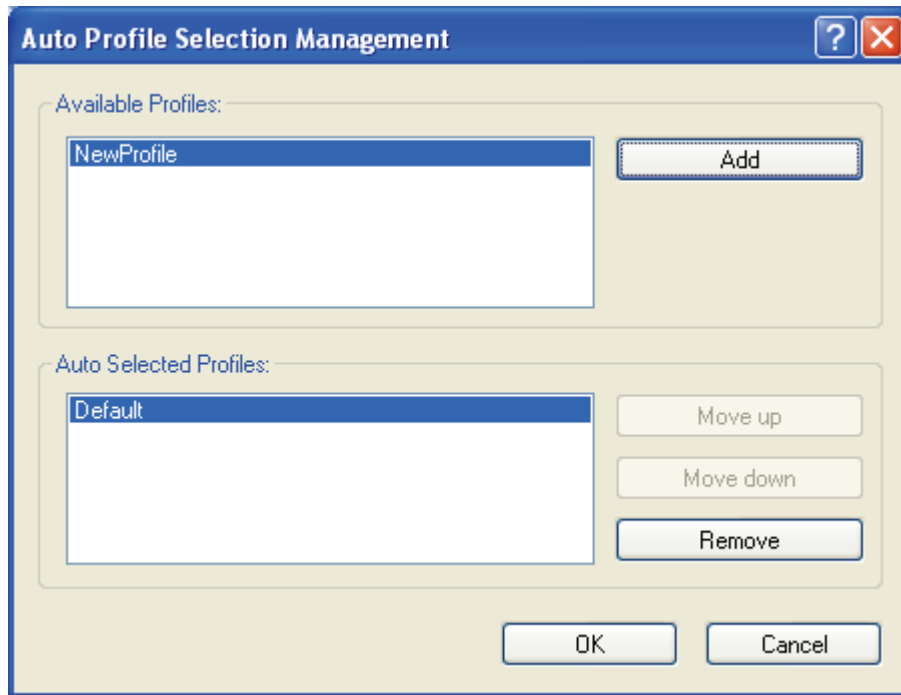 Auto Profile Selection Management
Available Profiles:
NewProfile
Add
Auto Selected Profiles:
Default
Move up
Move down
Remove
OK
Cancel